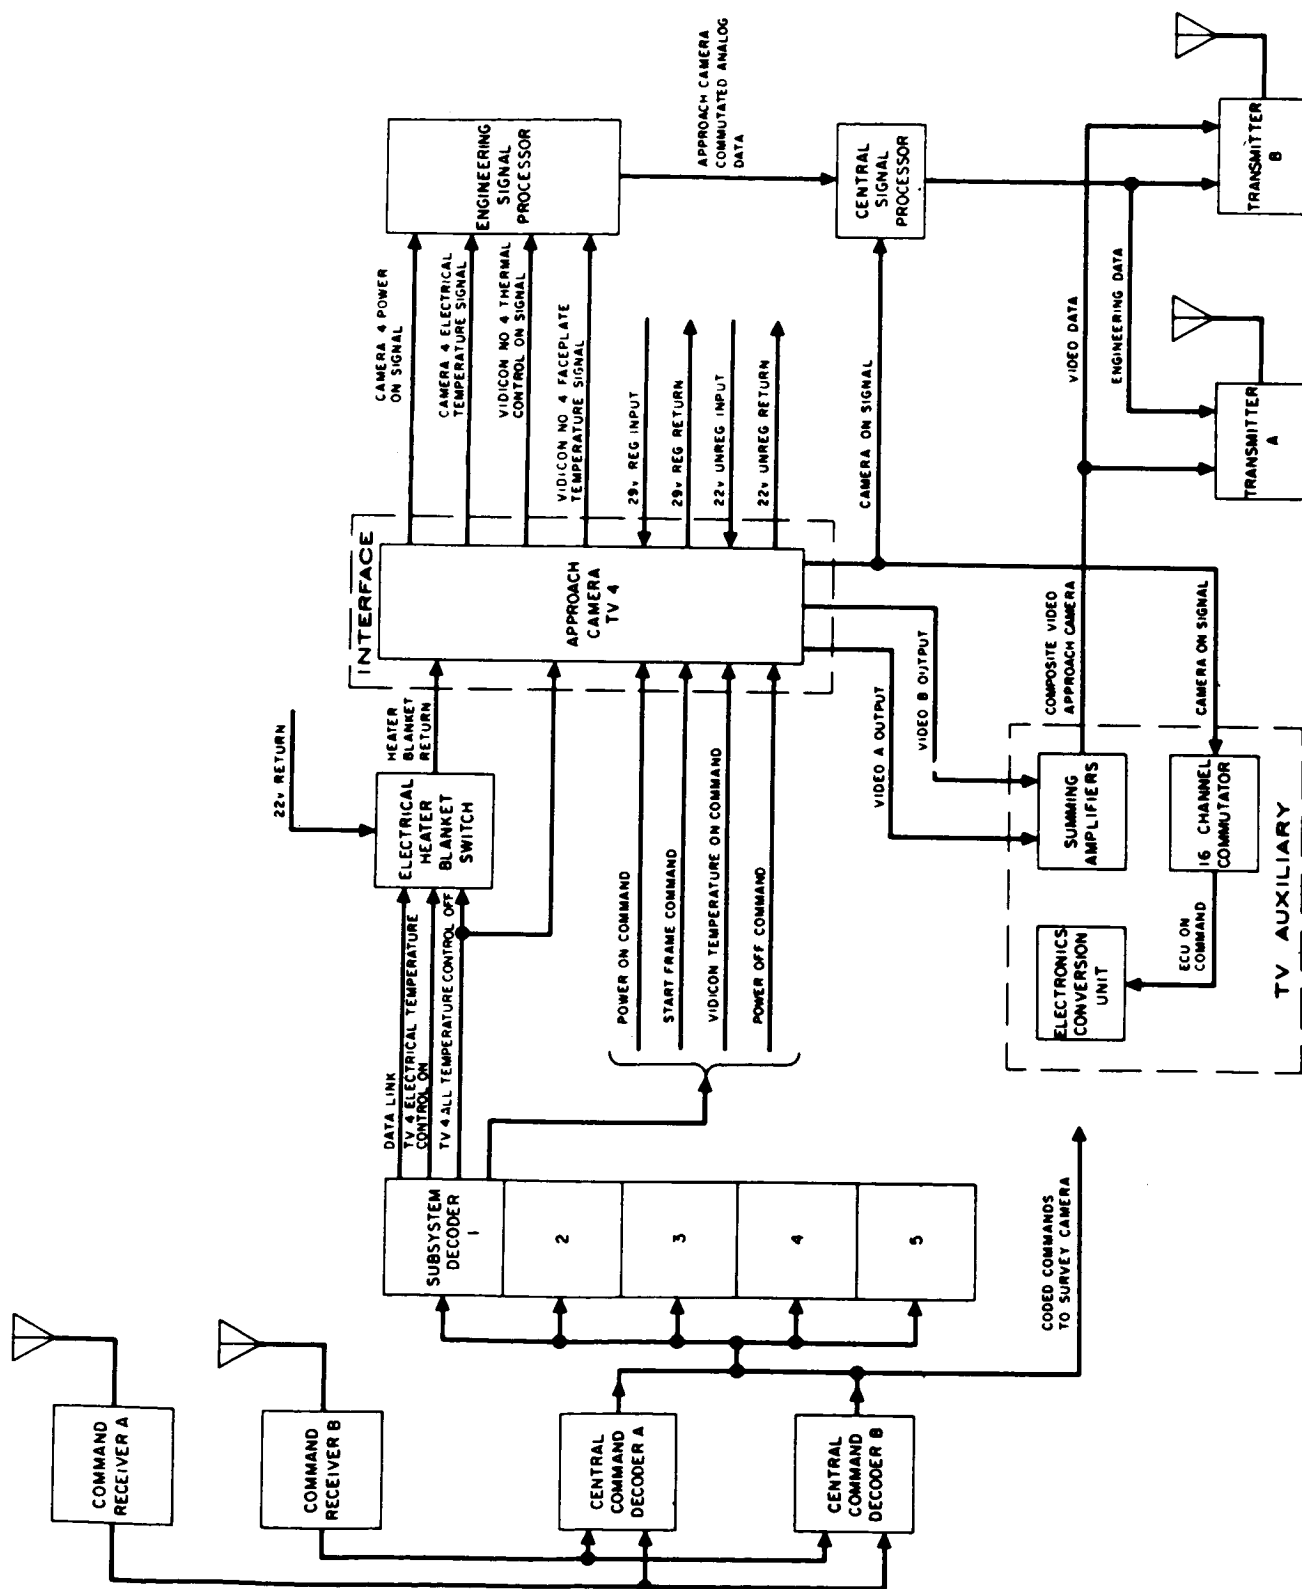 COMMAND
RECEIVER A
COMMAND
RECEIVER B
CENTRAL
COMMAND
DECODER A
CENTRAL
COMMAND
DECODER B
CODED COMMANDS
TO SURVEY CAMERA
SUBSYSTEM
DECODER
1
2
3
4
5
DATA LINK
TV 4 ELECTRICAL TEMPERATURE
CONTROL ON
TV 4 ALL TEMPERATURE CONTROL OFF
22v RETURN
ELECTRICAL
HEATER
BLANKET
SWITCH
HEATER
BLANKET
RETURN
POWER ON COMMAND
START FRAME COMMAND
VIDICON TEMPERATURE ON COMMAND
POWER OFF COMMAND
INTERFACE
APPROACH
CAMERA
TV 4
CAMERA 4 POWER
ON SIGNAL
CAMERA 4 ELECTRICAL
TEMPERATURE SIGNAL
VIDICON NO 4 THERMAL
CONTROL ON SIGNAL
VIDICON NO 4 FACEPLATE
TEMPERATURE SIGNAL
29v REG INPUT
29v REG RETURN
22v UNREG INPUT
22v UNREG RETURN
ENGINEERING
SIGNAL
PROCESSOR
APPROACH CAMERA
COMMUTATED ANALOG
DATA
CENTRAL
SIGNAL
PROCESSOR
CAMERA ON SIGNAL
VIDEO A OUTPUT
VIDEO B OUTPUT
COMPOSITE VIDEO
APPROACH CAMERA
CAMERA ON SIGNAL
VIDEO DATA
ENGINEERING DATA
SUMMING
AMPLIFIERS
16 CHANNEL
COMMUTATOR
ECU ON
COMMAND
ELECTRONICS
CONVERSION
UNIT
TV AUXILIARY
TRANSMITTER
A
TRANSMITTER
B